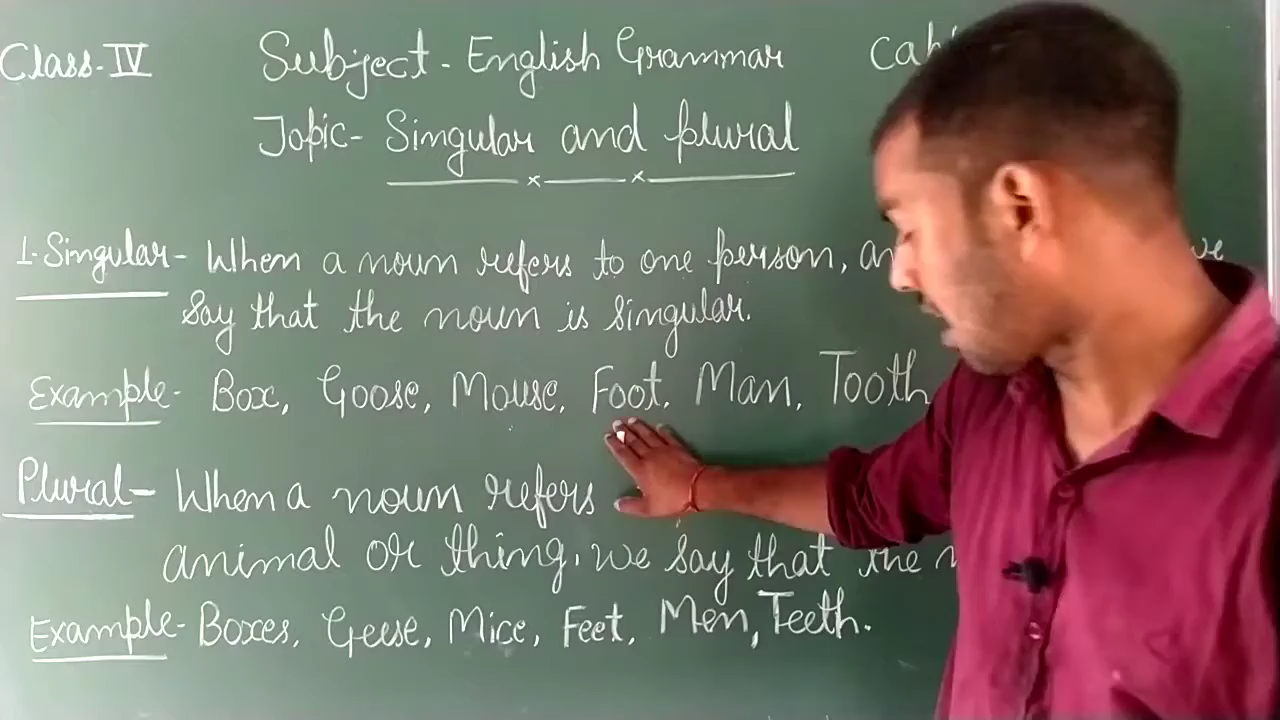 Class-IV Subject - English Grammar
Topic- Singular and plural
1. Singular - When a noun refers to one person, we
say that the noun is singular.
Example - Box, Goose, Mouse, Foot, Man, Tooth
Plural - When a noun refers
animal or thing, we say that the
Example - Boxes, Geese, Mice, Feet, Men, Teeth.